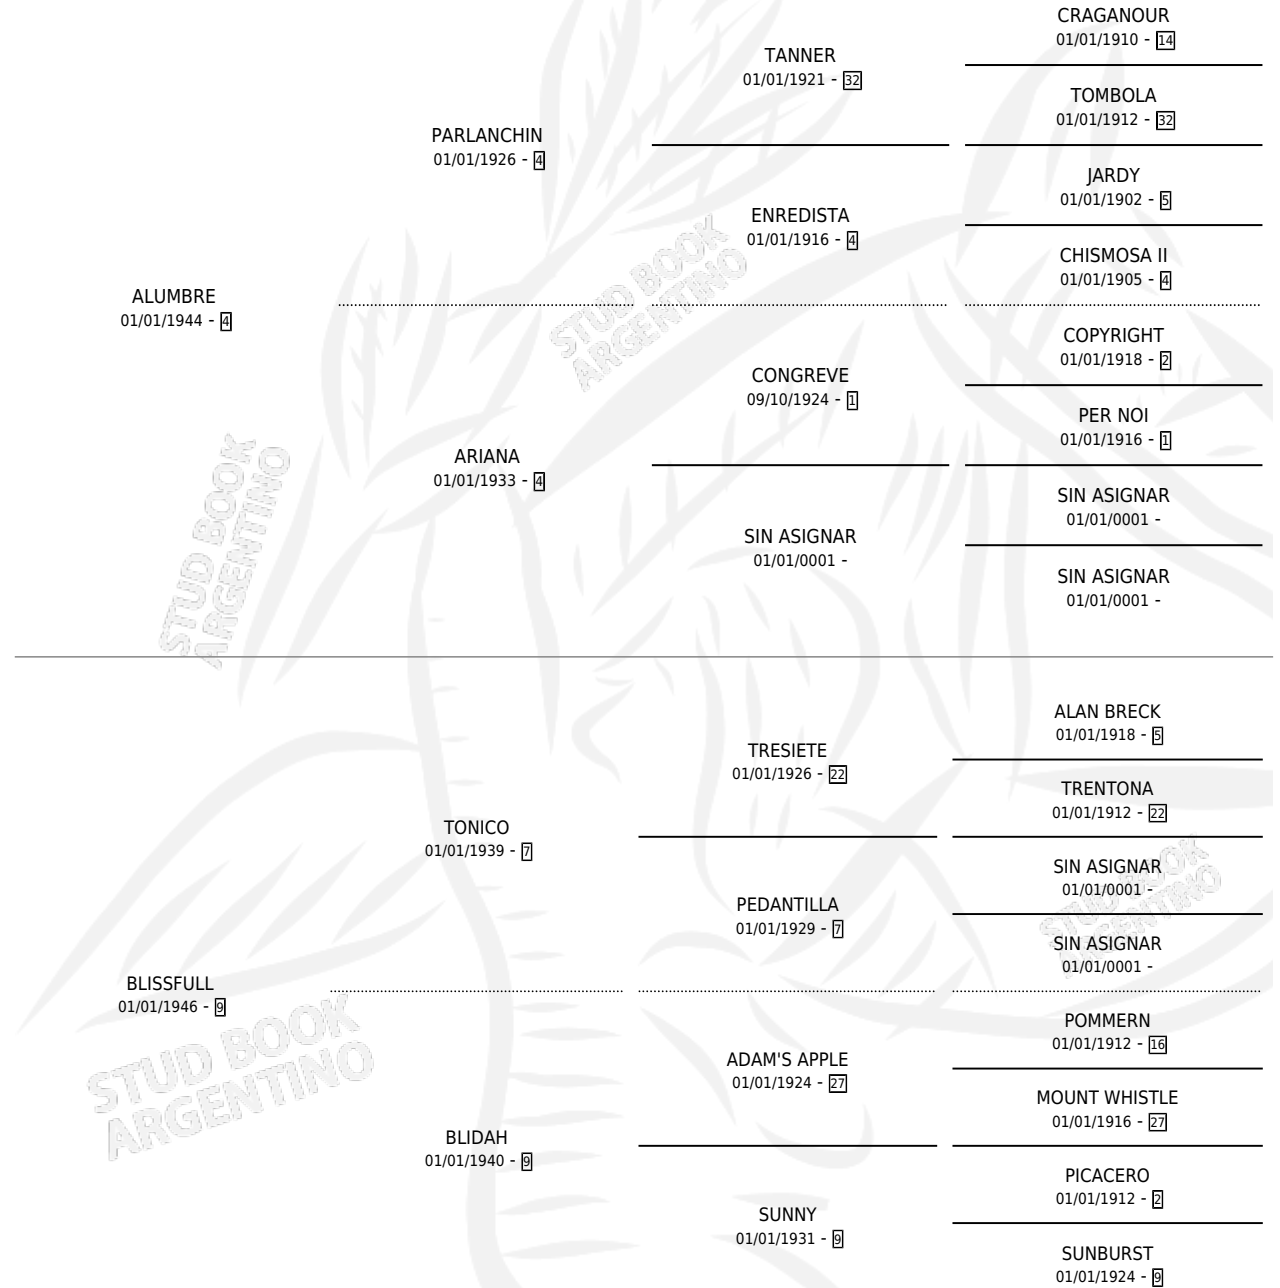 CRAGANOUR
01/01/1910 - 14
TANNER
01/01/1921 - 32
TOMBOLA
01/01/1912 - 32
PARLANCHIN
01/01/1926 - 4
JARDY
01/01/1902 - 5
ENREDISTA
01/01/1916 - 4
CHISMOSA II
01/01/1905 - 4
ALUMBRE
01/01/1944 - 4
COPYRIGHT
01/01/1918 - 2
CONGREVE
09/10/1924 - 1
PER NOI
01/01/1916 - 1
ARIANA
01/01/1933 - 4
SIN ASIGNAR
01/01/0001 -
SIN ASIGNAR
01/01/0001 -
SIN ASIGNAR
01/01/0001 -
ALAN BRECK
01/01/1918 - 5
TRESIETE
01/01/1926 - 22
TRENTONA
01/01/1912 - 22
TONICO
01/01/1939 - 7
SIN ASIGNAR
01/01/0001 -
PEDANTILLA
01/01/1929 - 7
SIN ASIGNAR
01/01/0001 -
BLISSFULL
01/01/1946 - 9
POMMERN
01/01/1912 - 16
ADAM'S APPLE
01/01/1924 - 27
MOUNT WHISTLE
01/01/1916 - 27
BLIDAH
01/01/1940 - 9
PICACERO
01/01/1912 - 2
SUNNY
01/01/1931 - 9
SUNBURST
01/01/1924 - 9
STUD BOOK
ARGENTINO
STUD BOOK
ARGENTINO
STUD BOOK
ARGENTINO
STUD BOOK
ARGENTINO